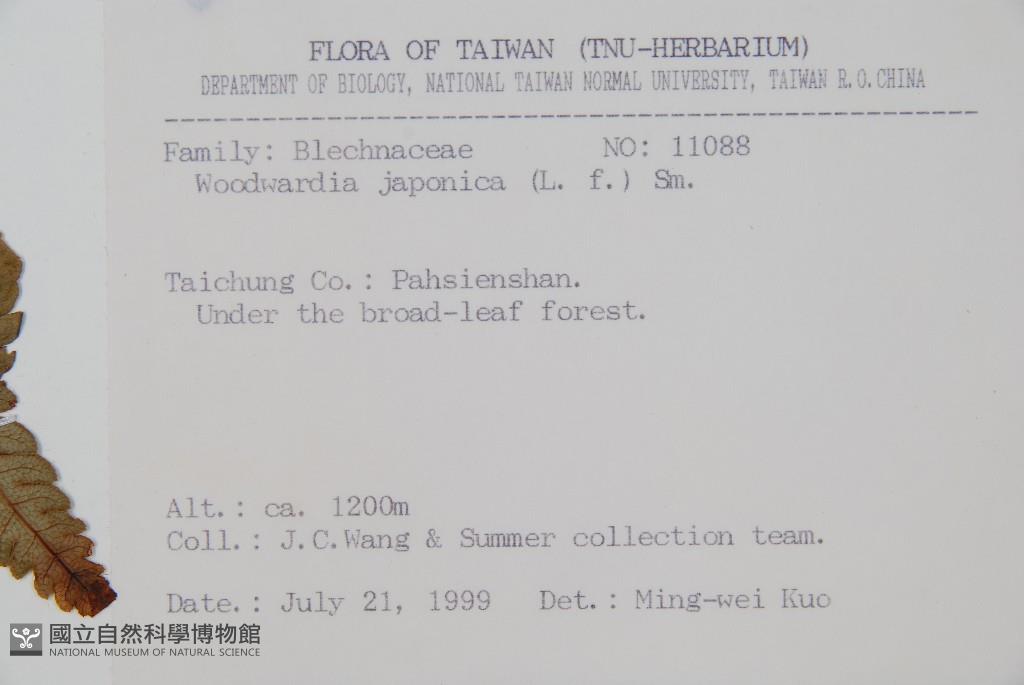 FLORA OF TAIWAN (TNU-HERBARIUM)
DEPARTMENT OF BIOLOGY, NATIONAL TAIWAN NORMAL UNIVERSITY, TAIWAN R.O.CHINA
Family: Blechnaceae NO: 11088
Woodwardia japonica (L. f.) Sm.
Taichung Co.: Pahsienshan.
Under the broad-leaf forest.
Alt.: ca. 1200m
Coll.: J.C.Wang & Summer collection team.
Date.: July 21, 1999 Det.: Ming-wei Kuo
國立自然科學博物館
NATIONAL MUSEUM OF NATURAL SCIENCE